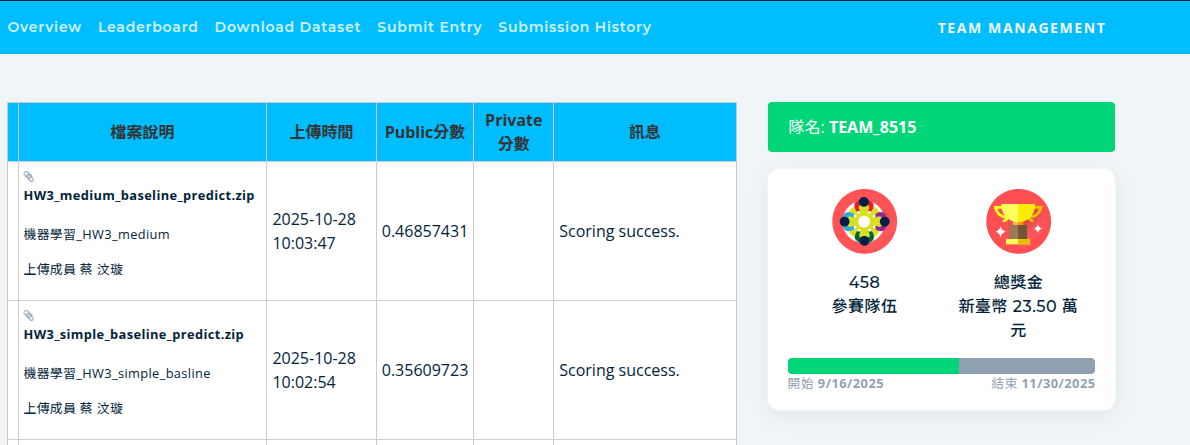 Overview Leaderboard Download Dataset Submit Entry Submission History TEAM MANAGEMENT
檔案說明 上傳時間 Public分數 Private 分數 訊息
HW3_medium_baseline_predict.zip
機器學習_HW3_medium
上傳成員 蔡 汶璇
2025-10-28
10:03:47
0.46857431
Scoring success.
HW3_simple_baseline_predict.zip
機器學習_HW3_simple_basline
上傳成員 蔡 汶璇
2025-10-28
10:02:54
0.35609723
Scoring success.
隊名: TEAM_8515
458
參賽隊伍
總獎金
新臺幣 23.50 萬
元
開始 9/16/2025 結束 11/30/2025